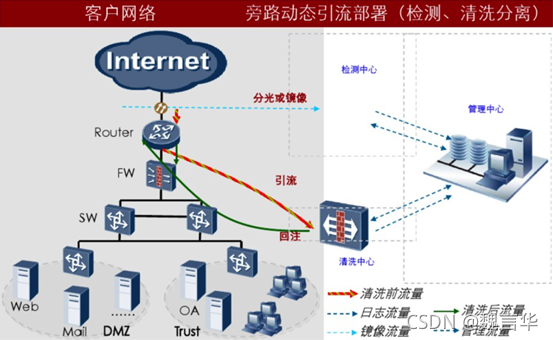 客户网络
旁路动态引流部署（检测、清洗分离）
Internet
检测中心
管理中心
分光或镜像
Router
FW
引流
SW
回注
清洗中心
Web
Mail
DMZ
OA
Trust
清洗前流量
日志流量
清洗后流量
镜像流量
管理流量
CSDN @魏言华